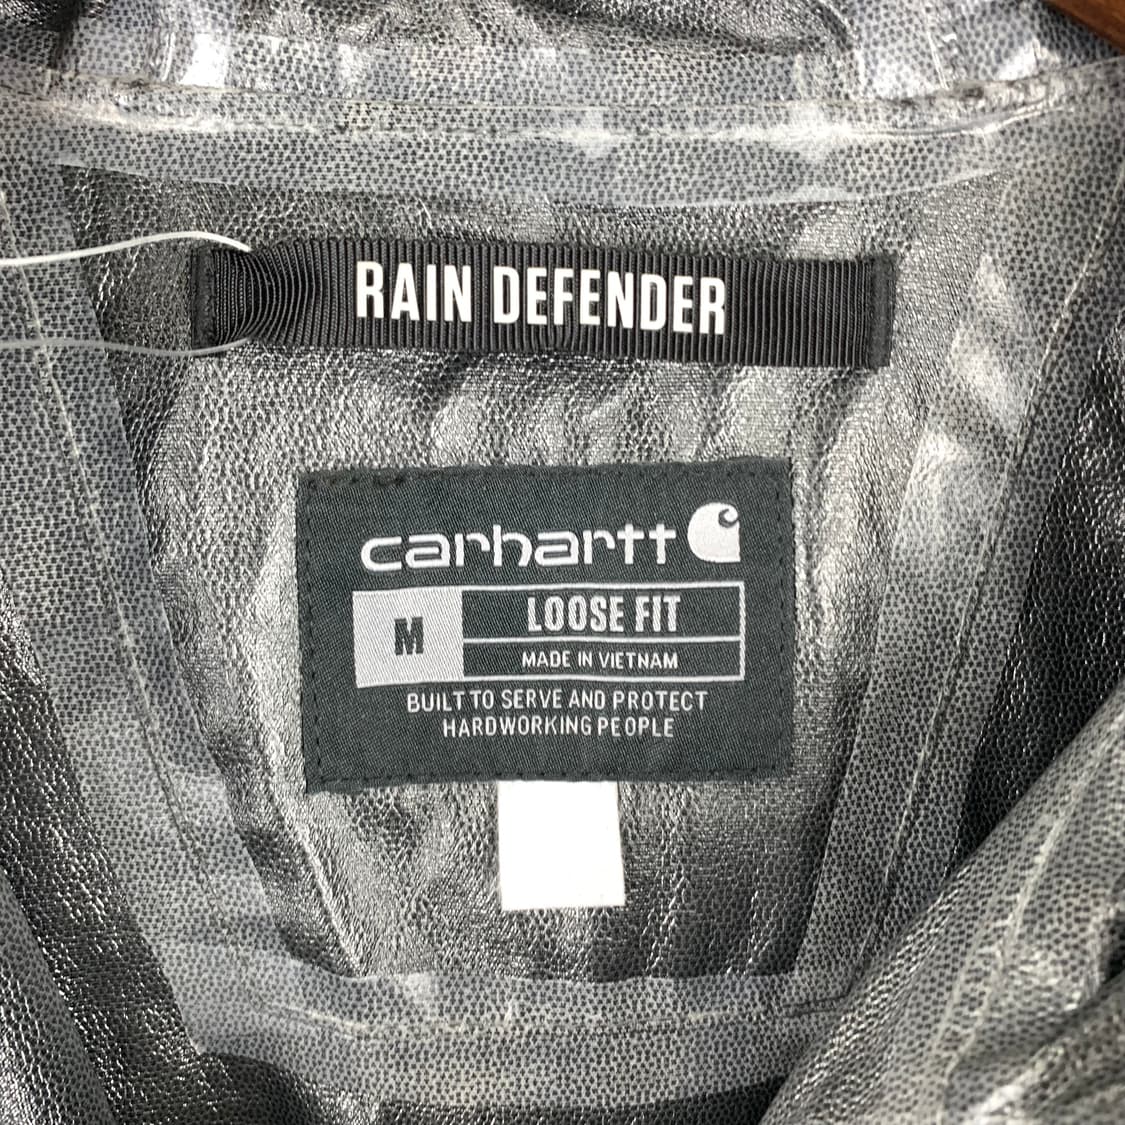 RAIN DEFENDER
carhartt
M
LOOSE FIT
MADE IN VIETNAM
BUILT TO SERVE AND PROTECT
HARDWORKING PEOPLE